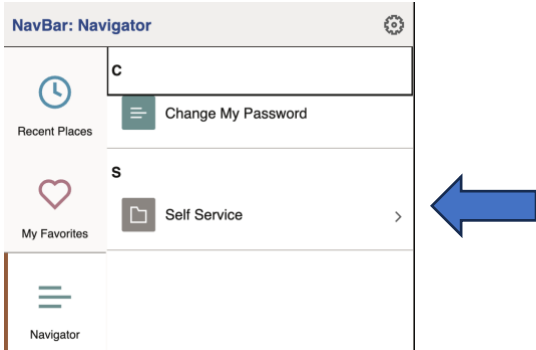 NavBar: Navigator
Recent Places
My Favorites
Navigator
C
Change My Password
S
Self Service